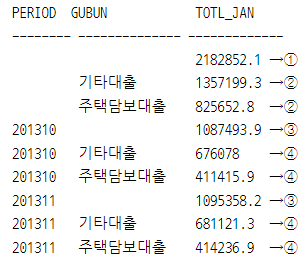 PERIOD GUBUN TOTL_JAN
-------- -------------- -------------
2182852.1 →①
기타대출 1357199.3 →②
주택담보대출 825652.8 →②
201310 1087493.9 →③
201310 기타대출 676078 →④
201310 주택담보대출 411415.9 →④
201311 1095358.2 →③
201311 기타대출 681121.3 →④
201311 주택담보대출 414236.9 →④